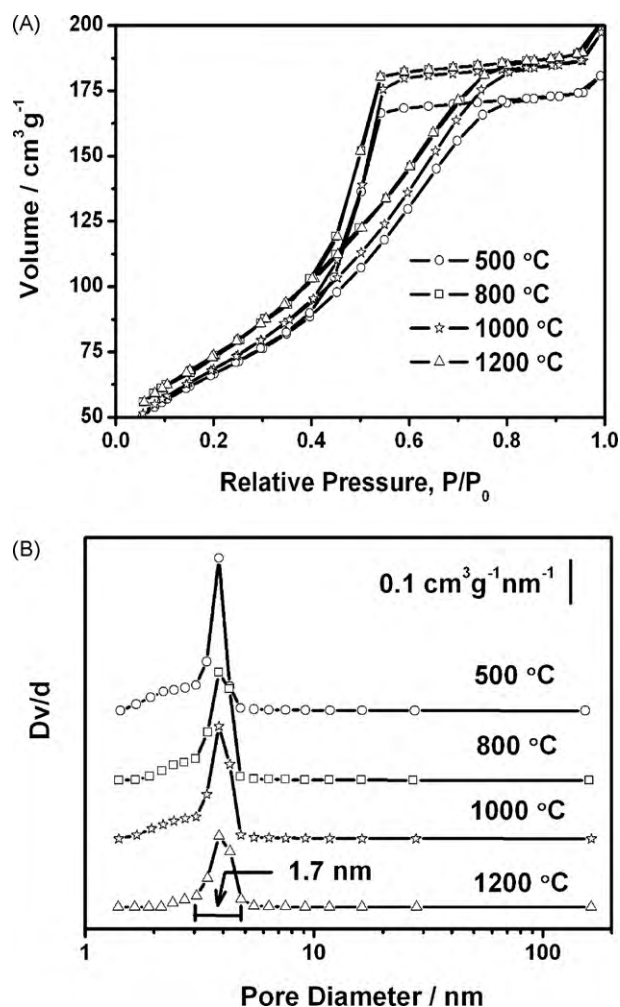 (A)
200
175
150
125
100
75
50
Volume / cm³g⁻¹
500 °C
800 °C
1000 °C
1200 °C
0.0 0.2 0.4 0.6 0.8 1.0
Relative Pressure, P/P₀
(B)
0.1 cm³g⁻¹nm⁻¹
Dv/d
500 °C
800 °C
1000 °C
1.7 nm
1200 °C
1 10 100
Pore Diameter / nm